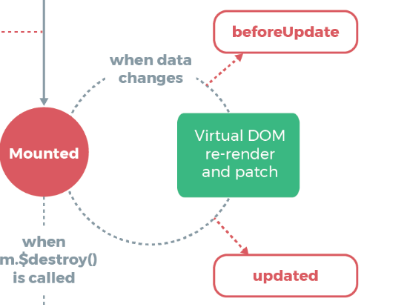 beforeUpdate
when data
changes
Virtual DOM
re-render
and patch
Mounted
when
m.$destroy()
is called
updated